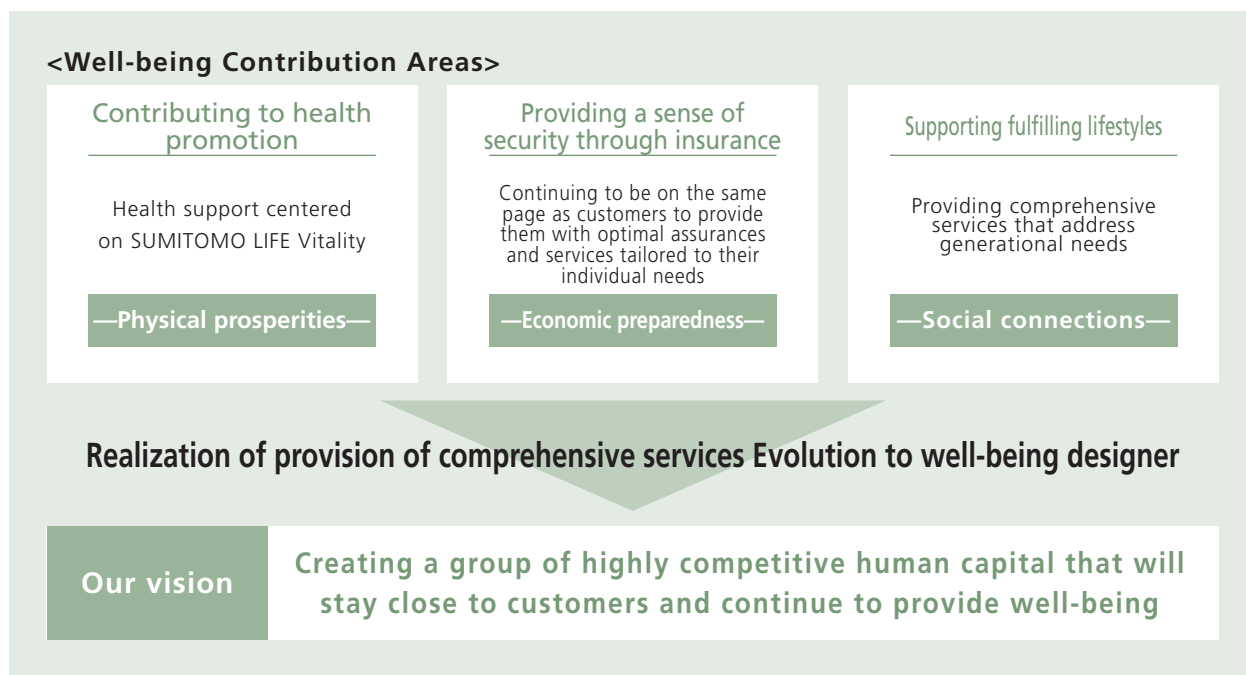 <Well-being Contribution Areas>
Contributing to health
promotion
Health support centered
on SUMITOMO LIFE Vitality
—Physical prosperities—
Providing a sense of
security through insurance
Continuing to be on the same
page as customers to provide
them with optimal assurances
and services tailored to their
individual needs
—Economic preparedness—
Supporting fulfilling lifestyles
Providing comprehensive
services that address
generational needs
—Social connections—
Realization of provision of comprehensive services Evolution to well-being designer
Our vision
Creating a group of highly competitive human capital that will
stay close to customers and continue to provide well-being